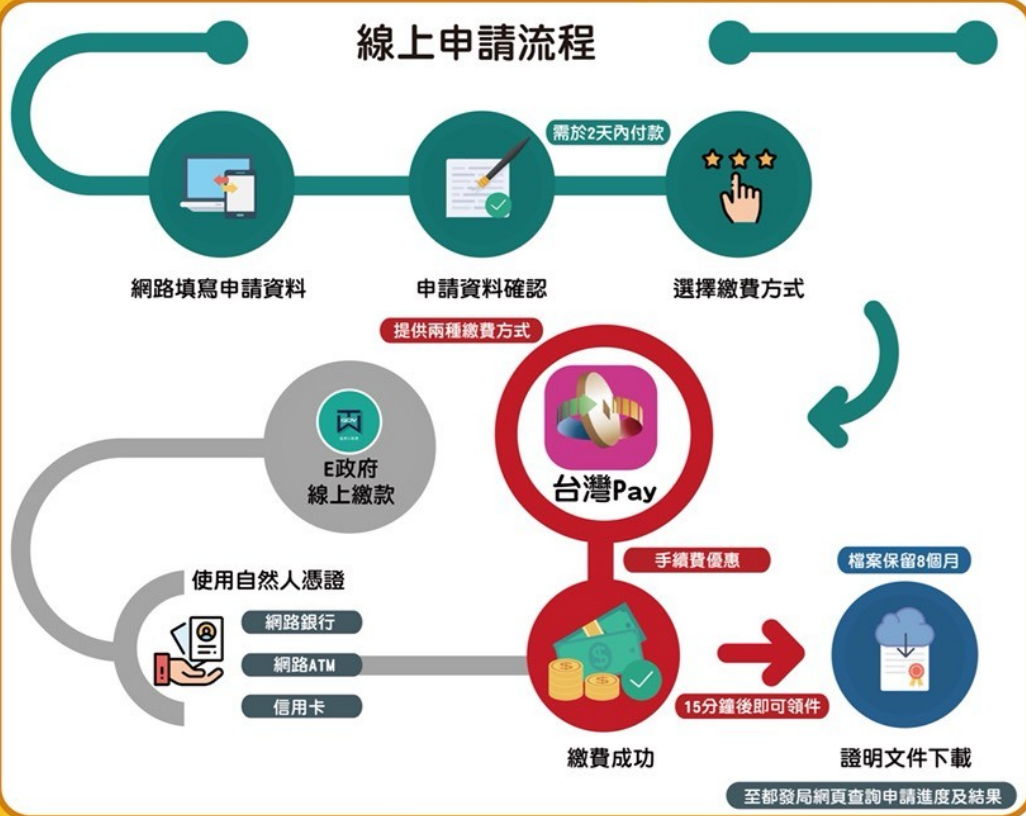 線上申請流程
需於2天內付款
網路填寫申請資料
申請資料確認
選擇繳費方式
提供兩種繳費方式
E政府
線上繳款
台灣Pay
手續費優惠
檔案保留8個月
使用自然人憑證
網路銀行
網路ATM
信用卡
15分鐘後即可領件
繳費成功
證明文件下載
至都發局網頁查詢申請進度及結果